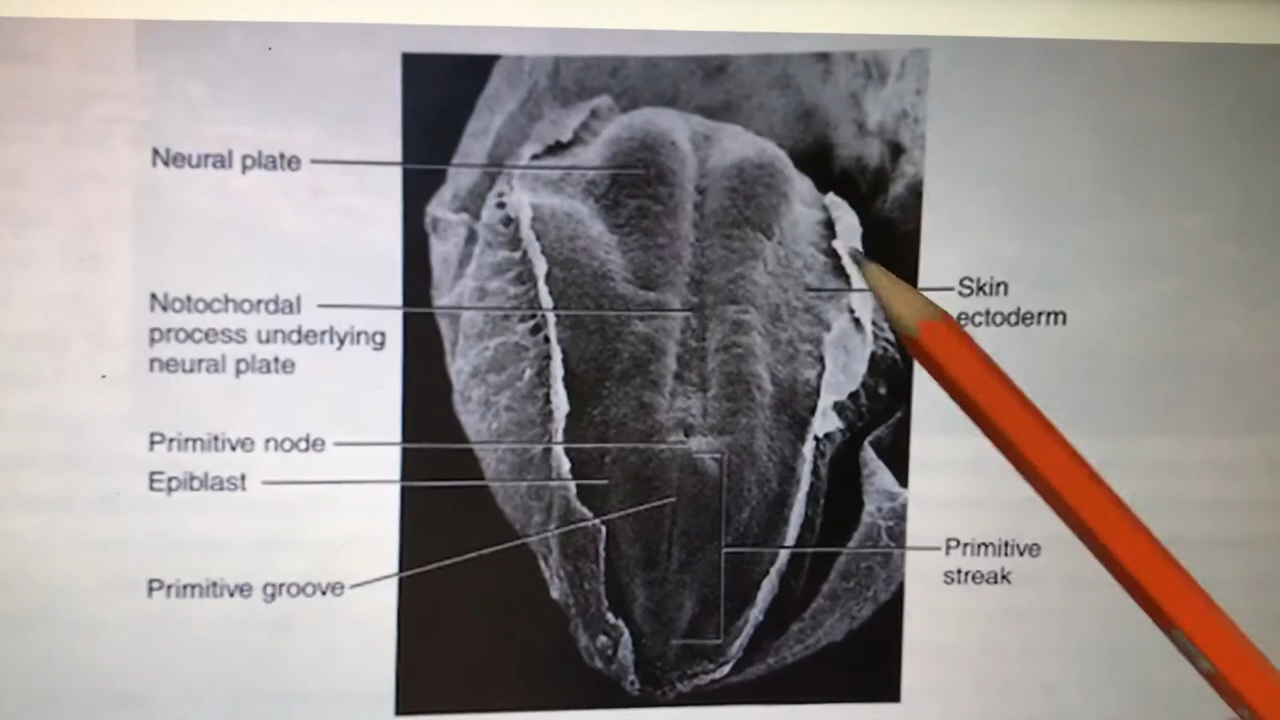 Neural plate
Notochordal
process underlying
neural plate
Primitive node
Epiblast
Primitive groove
Skin
ectoderm
Primitive
streak